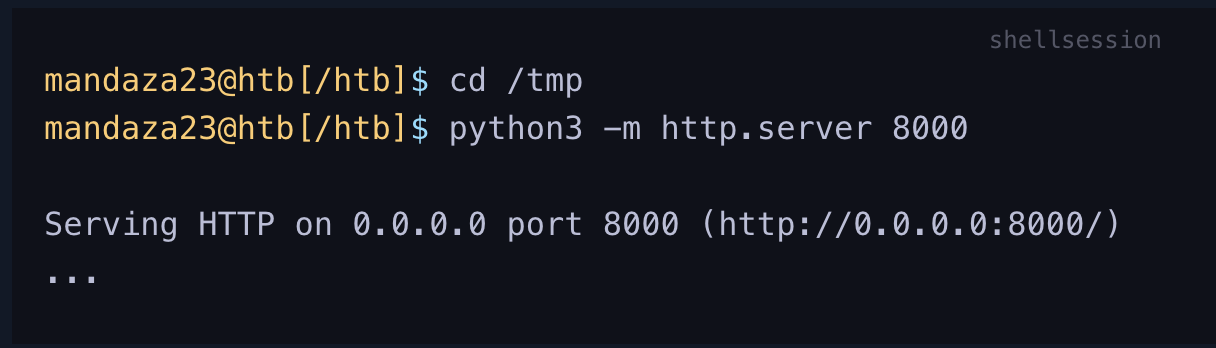 shellsession
mandaza23@htb[/htb]$ cd /tmp
mandaza23@htb[/htb]$ python3 -m http.server 8000
Serving HTTP on 0.0.0.0 port 8000 (http://0.0.0.0:8000/)
...